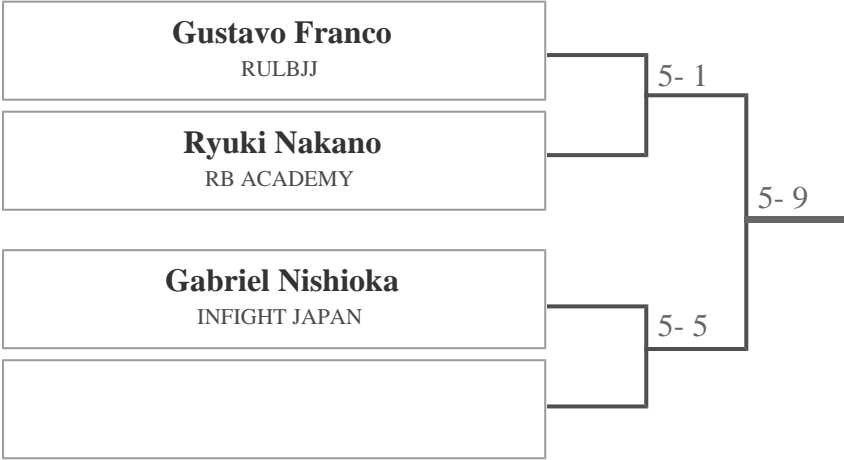 Gustavo Franco
RULBJJ
5- 1
Ryuki Nakano
RB ACADEMY
5- 9
Gabriel Nishioka
INFIGHT JAPAN
5- 5